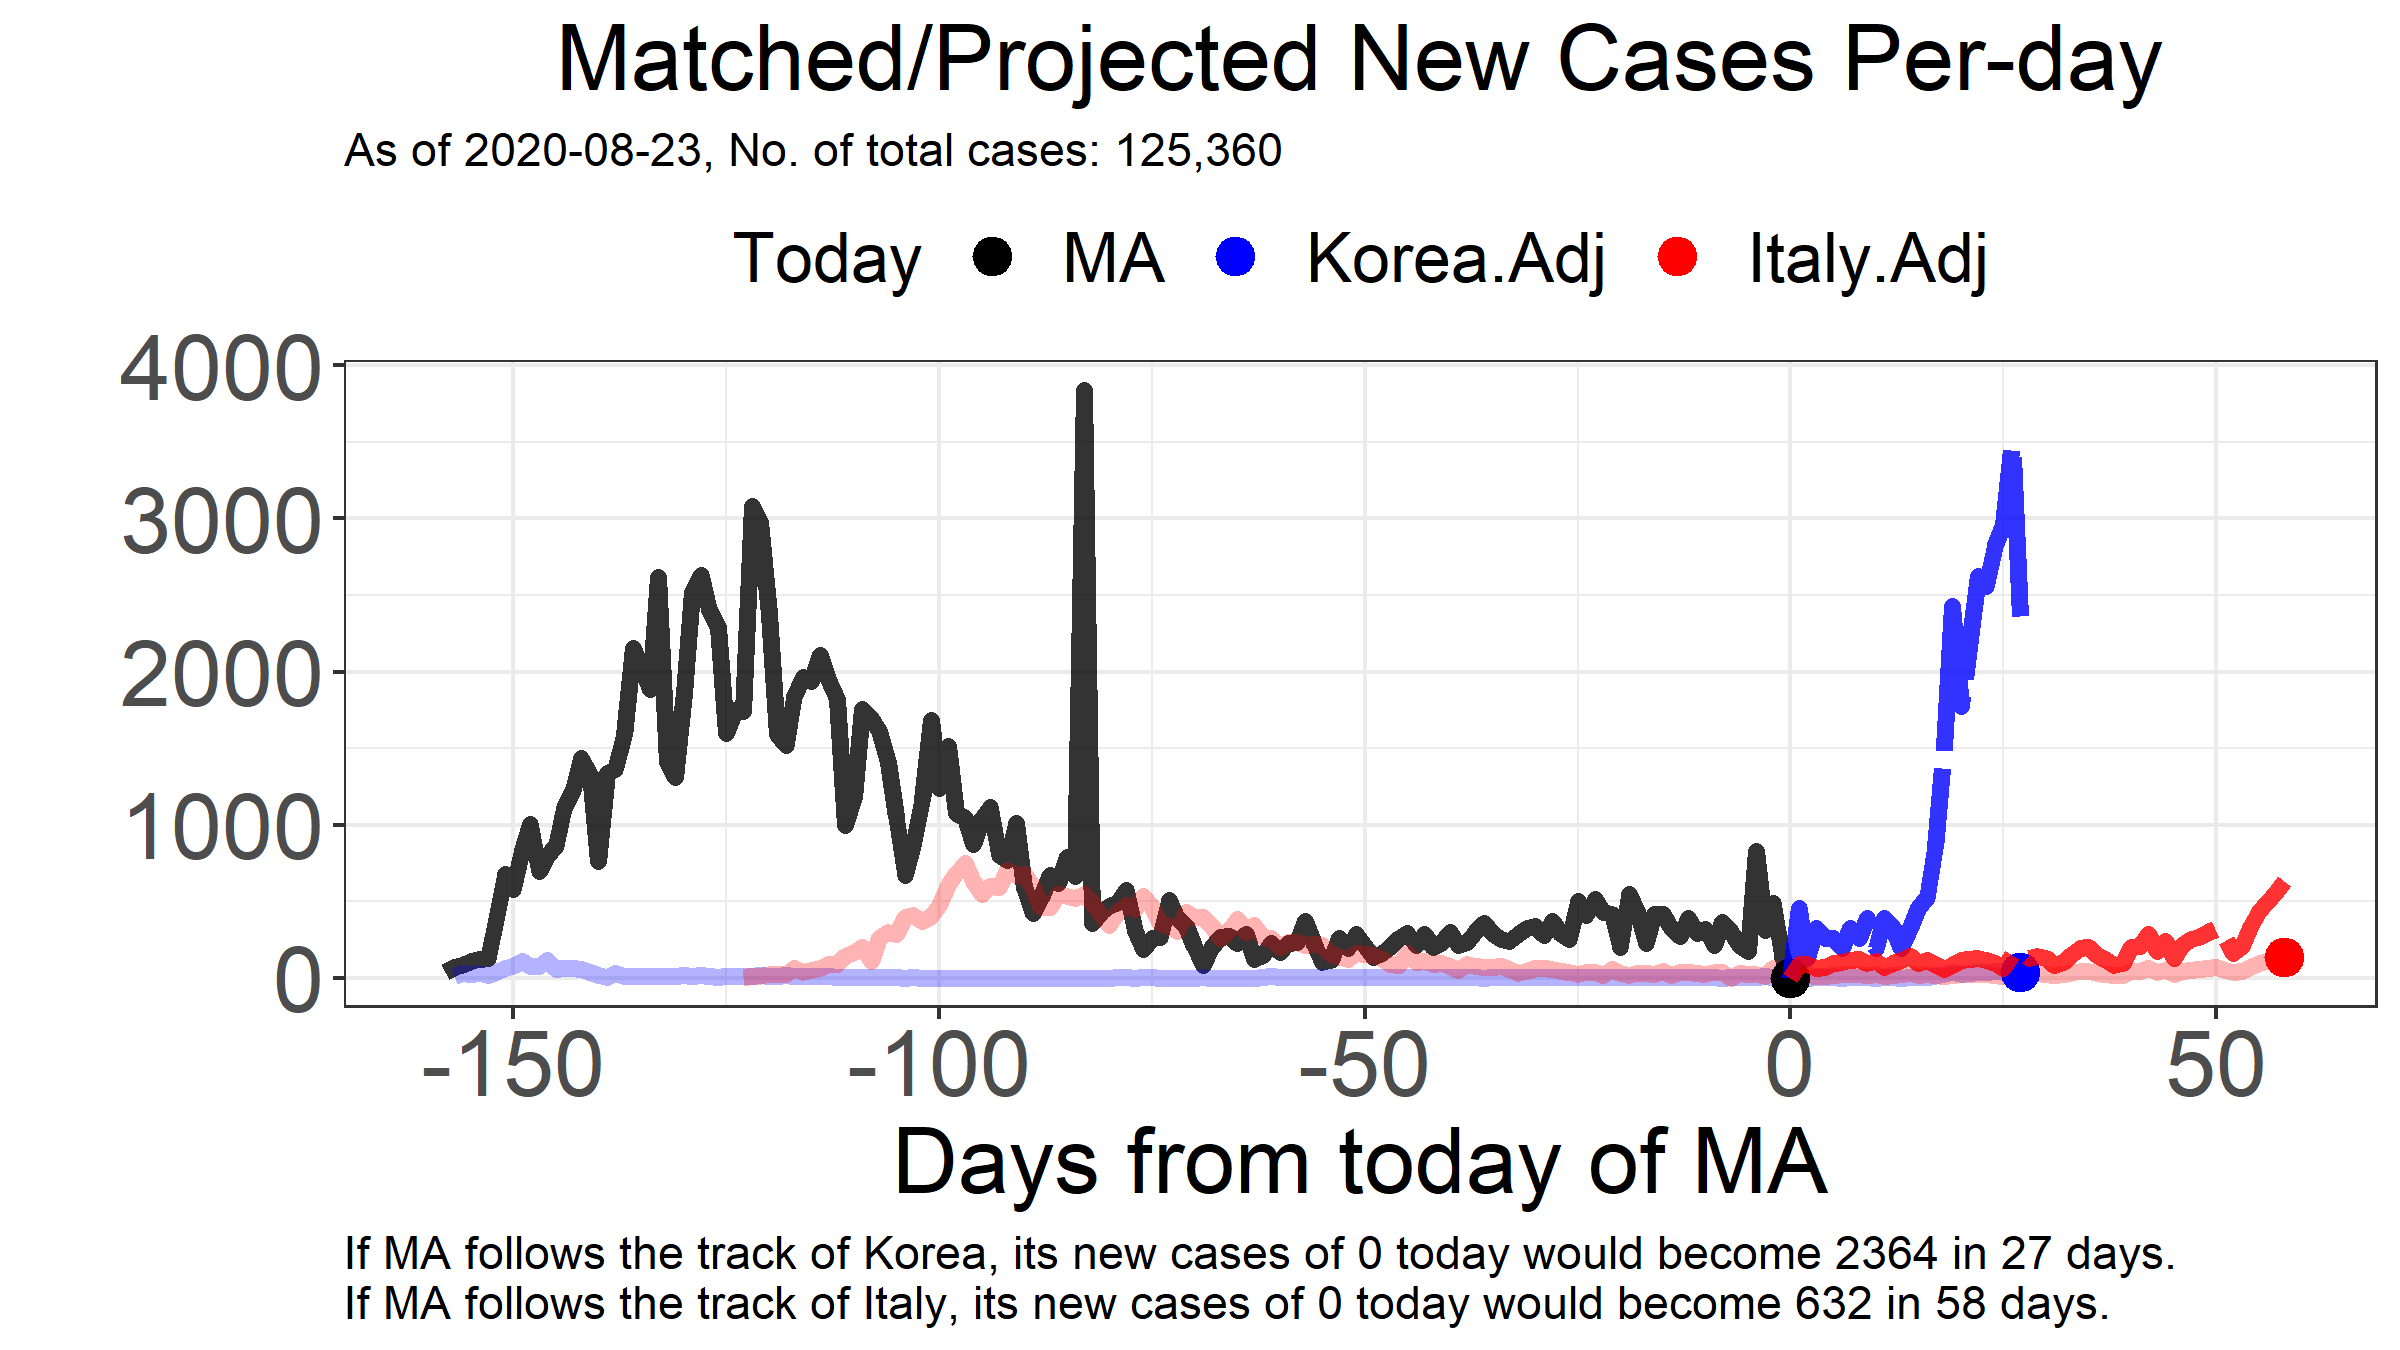 Matched/Projected New Cases Per-day
As of 2020-08-23, No. of total cases: 125,360
Today MA Korea.Adj Italy.Adj
4000
3000
2000
1000
0
-150 -100 -50 0 50
Days from today of MA
If MA follows the track of Korea, its new cases of 0 today would become 2364 in 27 days.
If MA follows the track of Italy, its new cases of 0 today would become 632 in 58 days.